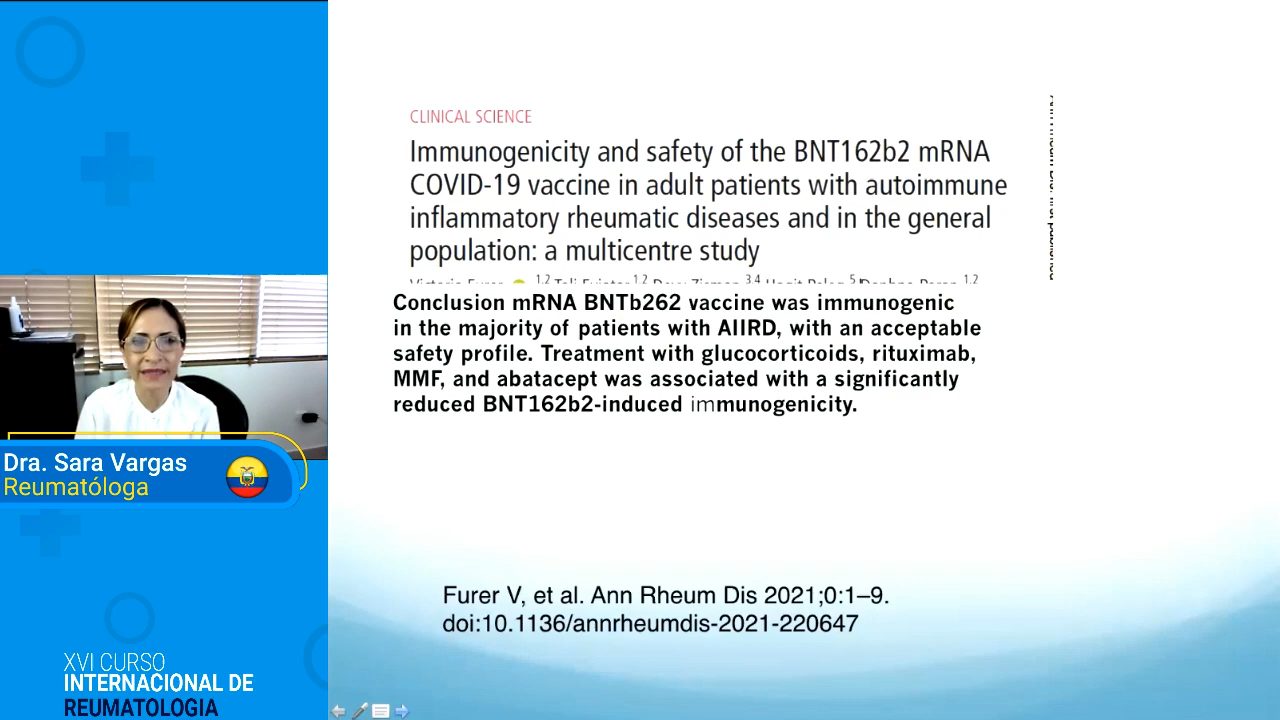 CLINICAL SCIENCE
Immunogenicity and safety of the BNT162b2 mRNA
COVID-19 vaccine in adult patients with autoimmune
inflammatory rheumatic diseases and in the general
population: a multicentre study
Conclusion mRNA BNTb262 vaccine was immunogenic
in the majority of patients with AIIRD, with an acceptable
safety profile. Treatment with glucocorticoids, rituximab,
MMF, and abatacept was associated with a significantly
reduced BNT162b2-induced immunogenicity.
Furer V, et al. Ann Rheum Dis 2021;0:1–9.
doi:10.1136/annrheumdis-2021-220647
Dra. Sara Vargas
Reumatóloga
XVI CURSO
INTERNACIONAL DE
REUMATOLOGIA